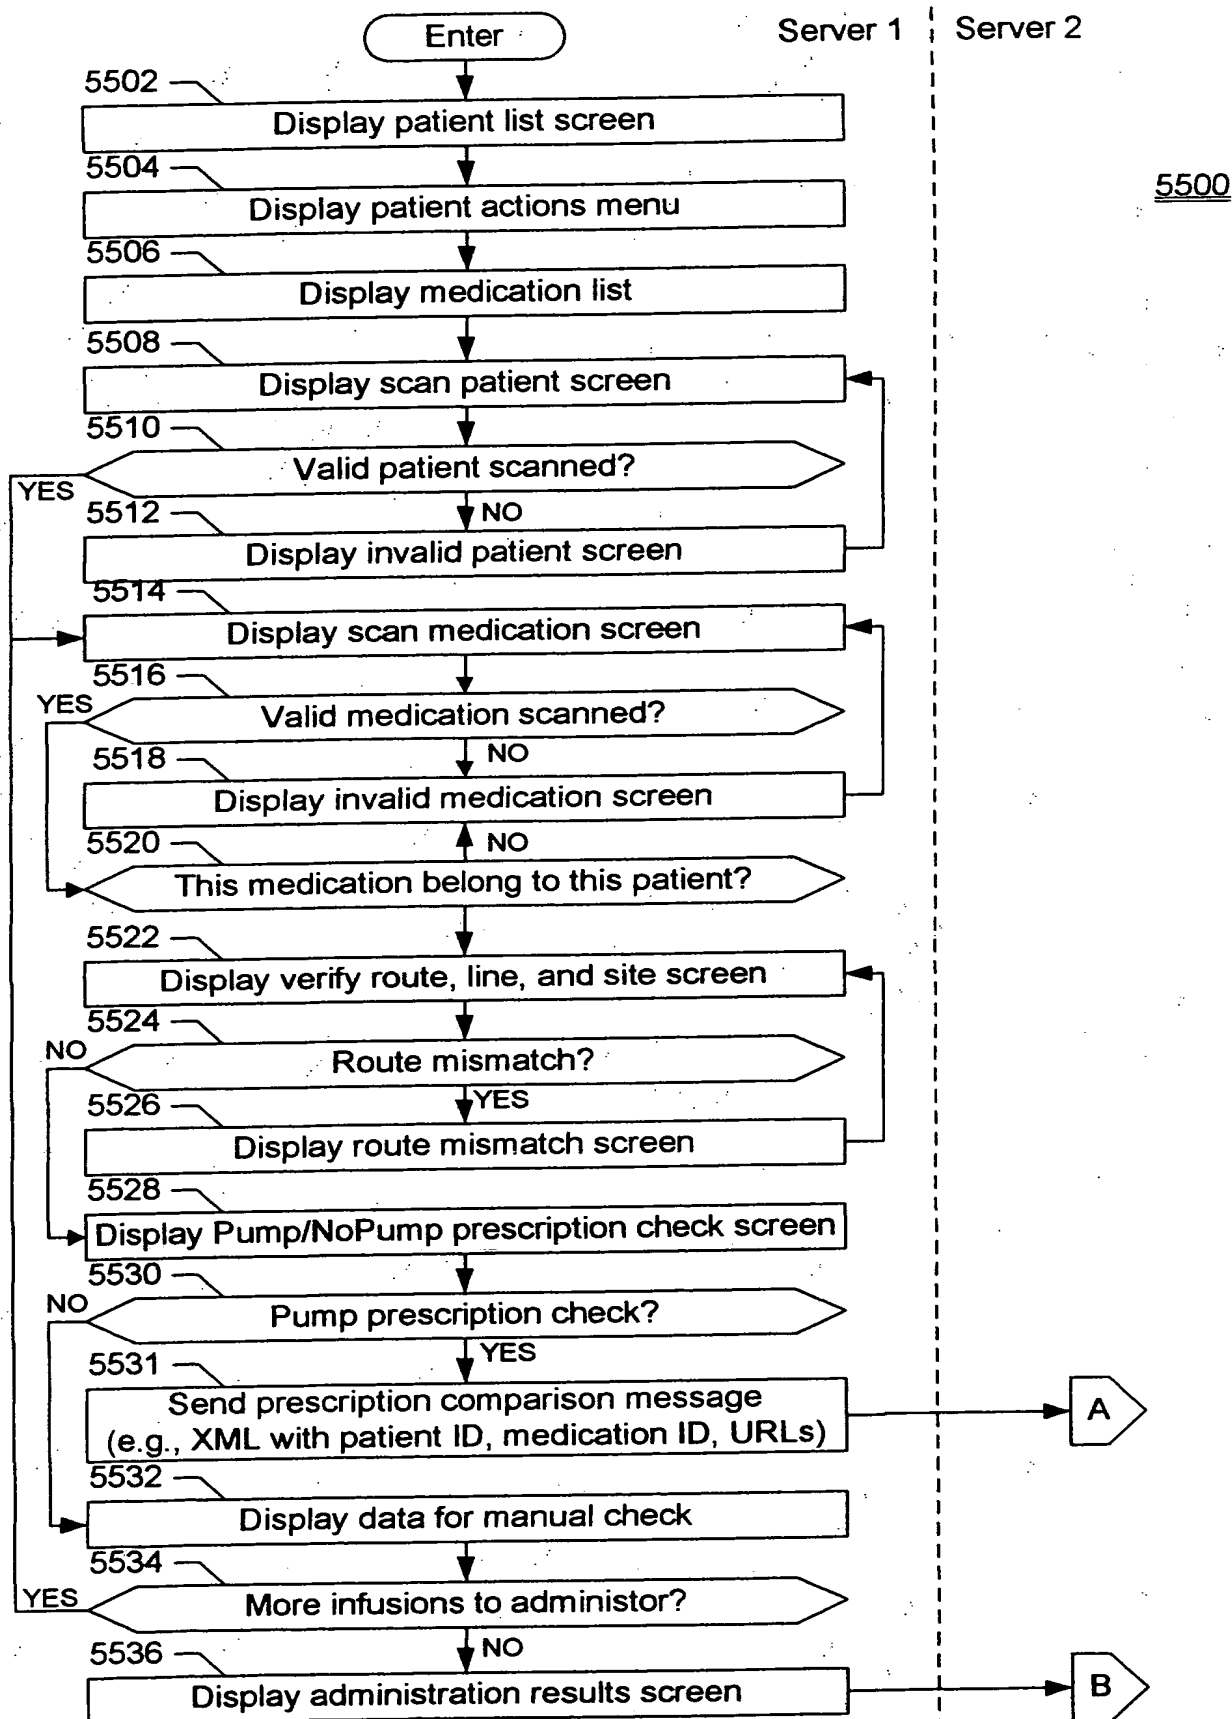 Enter
Server 1
Server 2
5500
5502
Display patient list screen
5504
Display patient actions menu
5506
Display medication list
5508
Display scan patient screen
5510
Valid patient scanned?
YES
NO
5512
Display invalid patient screen
5514
Display scan medication screen
5516
YES
Valid medication scanned?
NO
5518
Display invalid medication screen
NO
5520
This medication belong to this patient?
5522
Display verify route, line, and site screen
5524
NO
Route mismatch?
YES
5526
Display route mismatch screen
5528
Display Pump/NoPump prescription check screen
5530
NO
Pump prescription check?
YES
5531
Send prescription comparison message
(e.g., XML with patient ID, medication ID, URLs)
A
5532
Display data for manual check
5534
YES
More infusions to administor?
NO
5536
Display administration results screen
B